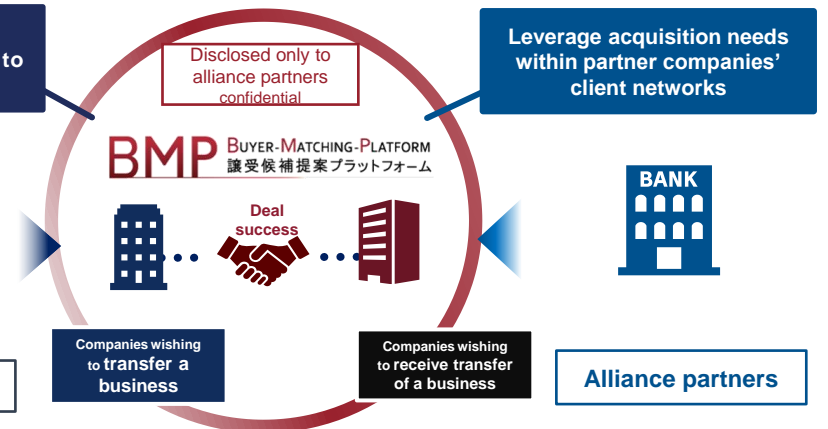 to
Disclosed only to
alliance partners
confidential
Leverage acquisition needs
within partner companies’
client networks
BMP BUYER-MATCHING-PLATFORM
譲受候補提案プラットフォーム
BANK
Deal
success
Companies wishing
to transfer a
business
Companies wishing
to receive transfer
of a business
Alliance partners